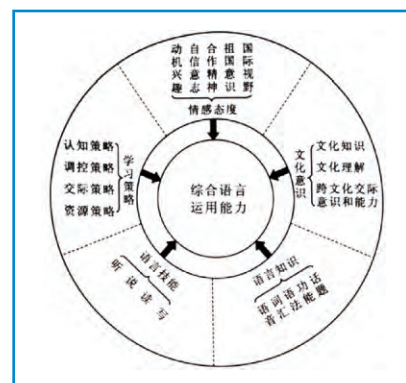 动机兴趣
自信意志
合作精神
祖国意识
国际视野
情感态度
认知策略
调控策略
交际策略
资源策略
学习策略
文化意识
文化知识
文化理解
跨文化交际
意识和能力
综合语言
运用能力
语言技能
听说读写
语言知识
语音
词汇
语法
功能
话题